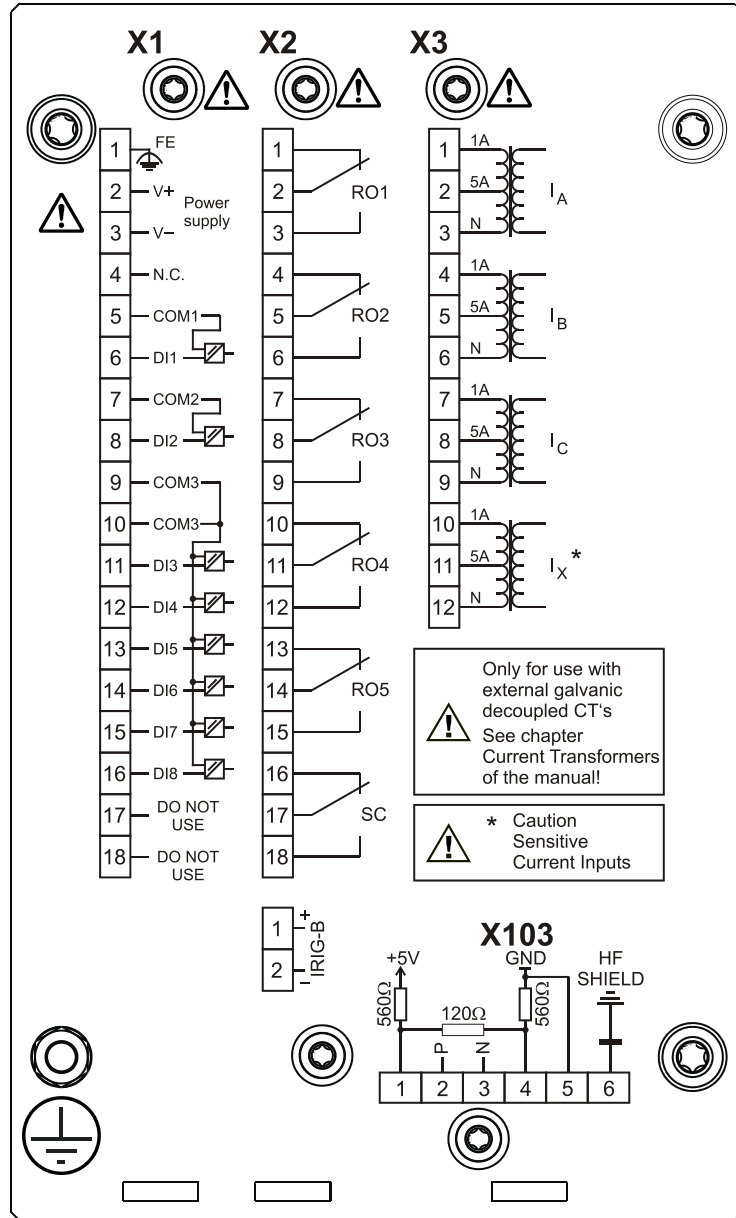 X1
X2
X3
1
FE
2
V+
Power
supply
3
V–
4
N.C.
5
COM1
6
DI1
7
COM2
8
DI2
9
COM3
10
COM3
11
DI3
12
DI4
13
DI5
14
DI6
15
DI7
16
DI8
17
DO NOT
USE
18
DO NOT
USE
1
2
RO1
3
4
5
RO2
6
7
8
RO3
9
10
11
RO4
12
13
14
RO5
15
16
17
SC
18
1
+
2
–
IRIG-B
1
1A
2
5A
IA
3
N
4
1A
5
5A
IB
6
N
7
1A
8
5A
IC
9
N
10
1A
11
5A
IX*
12
N
Only for use with
external galvanic
decoupled CT‘s
See chapter
Current Transformers
of the manual!
* Caution
Sensitive
Current Inputs
X103
+5V
GND
HF
SHIELD
560Ω
120Ω
560Ω
P
N
1 2 3 4 5 6